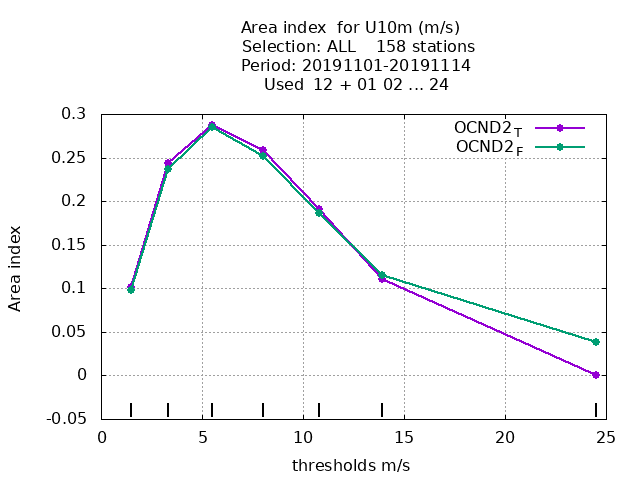 Area index  for U10m (m/s)
Selection: ALL    158 stations
Period: 20191101-20191114
Used  12 + 01 02 ... 24
OCND2T
OCND2F
0.3
0.25
0.2
0.15
0.1
0.05
0
-0.05
Area index
0 5 10 15 20 25
thresholds m/s